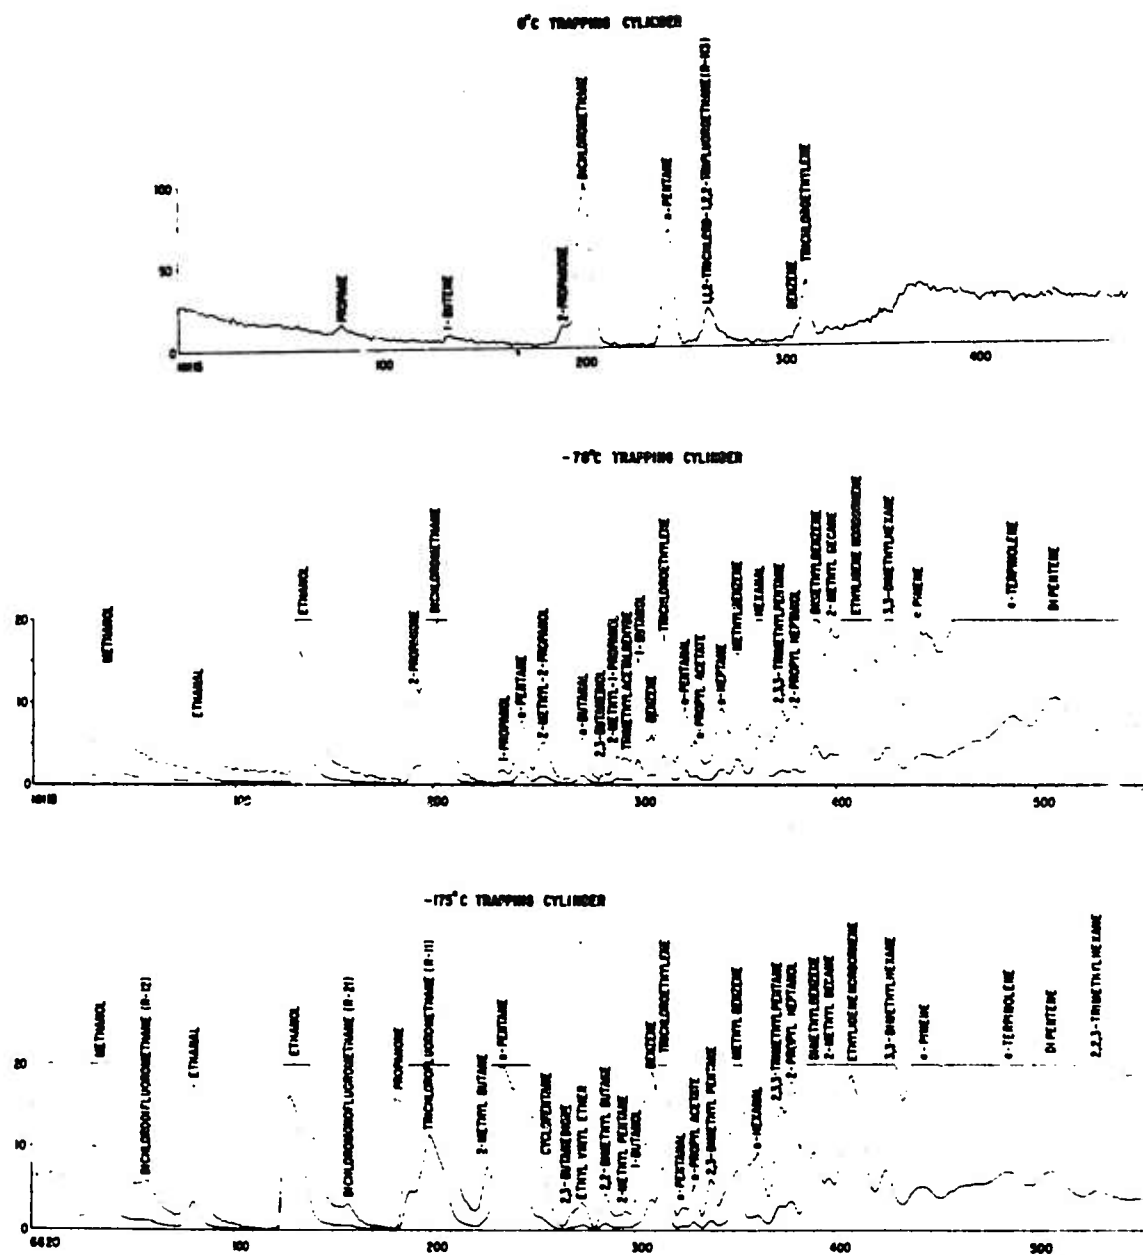 0°C TRAPPING CYLINDER
PROPANE
1-BUTENE
2-PROPANONE
DICHLOROMETHANE
n-PENTANE
1,1,2-TRICHLORO-1,2,2-TRIFLUOROETHANE(R-113)
BENZENE
TRICHLOROETHYLENE
100
50
0
100
200
300
400
-78°C TRAPPING CYLINDER
METHANOL
ETHANAL
ETHANOL
2-PROPANONE
DICHLOROMETHANE
1-PROPANOL
n-PENTANE
2-METHYL-2-PROPANOL
n-BUTANAL
2,3-BUTANEDIOL
2-METHYL-1-PROPANOL
TRIMETHYLACETALDEHYDE
1-BUTANOL
BENZENE
TRICHLOROETHYLENE
n-PENTANAL
n-PROPYL ACETATE
n-HEPTANE
METHYLBENZENE
HEXANAL
2,3,3-TRIMETHYLPENTANE
2-PROPYL HEPTANOL
DIMETHYLBENZENE
2-METHYL DECANE
ETHYLIDENE NORBORNENE
3,3-DIMETHYLHEXANE
α PINENE
α-TERPINOLENE
DIPENTENE
20
10
0
100
200
300
400
500
-175°C TRAPPING CYLINDER
METHANOL
DICHLORODIFLUOROMETHANE (R-12)
ETHANAL
ETHANOL
DICHLOROMONOFLUOROMETHANE (R-21)
PROPANONE
TRICHLOROFLUOROMETHANE (R-11)
2-METHYL BUTANE
n-PENTANE
CYCLOPENTANE
2,3-BUTANEDIONE
ETHYL VINYL ETHER
2,2-DIMETHYL BUTANE
2-METHYL PENTANE
1-BUTANOL
BENZENE
TRICHLOROETHYLENE
n-PENTANAL
n-PROPYL ACETATE
2,3-DIMETHYL PENTANE
METHYL BENZENE
n-HEXANAL
2,3,3-TRIMETHYLPENTANE
2-PROPYL HEPTANOL
DIMETHYLBENZENE
2-METHYL DECANE
ETHYLIDENENORBORNENE
3,3-DIMETHYLHEXANE
α-PINENE
α-TERPINOLENE
DIPENTENE
2,2,3-TRIMETHYLHEXANE
20
10
0
6620
100
200
300
400
500